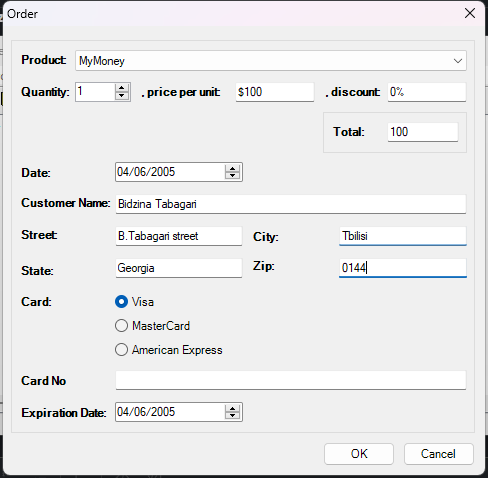 Order
Product: MyMoney
Quantity: 1 , price per unit: $100 , discount: 0%
Total: 100
Date: 04/06/2005
Customer Name: Bidzina Tabagari
Street: B.Tabagari street City: Tbilisi
State: Georgia Zip: 0144
Card: Visa
MasterCard
American Express
Card No
Expiration Date: 04/06/2005
OK Cancel